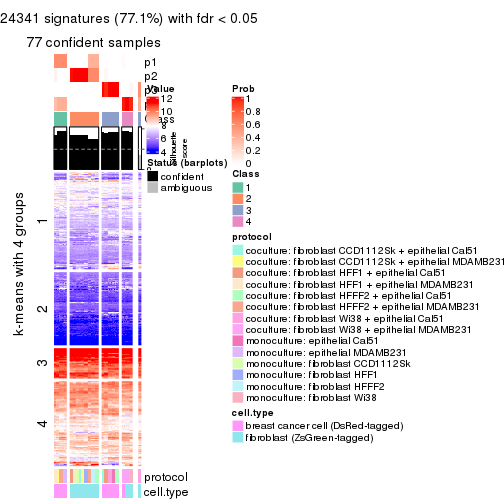 24341 signatures (77.1%) with fdr < 0.05
77 confident samples
p1
p2
p3
Value
12
10
8
6
4
Prob
1
0.8
0.6
0.4
0.2
0
Class
1
2
3
4
Silhouette
score
Status (barplots)
confident
ambiguous
k-means with 4 groups
1
2
3
4
protocol
coculture: fibroblast CCD1112Sk + epithelial Cal51
coculture: fibroblast CCD1112Sk + epithelial MDAMB231
coculture: fibroblast HFF1 + epithelial Cal51
coculture: fibroblast HFF1 + epithelial MDAMB231
coculture: fibroblast HFFF2 + epithelial Cal51
coculture: fibroblast HFFF2 + epithelial MDAMB231
coculture: fibroblast Wi38 + epithelial Cal51
coculture: fibroblast Wi38 + epithelial MDAMB231
monoculture: epithelial Cal51
monoculture: epithelial MDAMB231
monoculture: fibroblast CCD1112Sk
monoculture: fibroblast HFF1
monoculture: fibroblast HFFF2
monoculture: fibroblast Wi38
cell.type
breast cancer cell (DsRed-tagged)
fibroblast (ZsGreen-tagged)
protocol
cell.type